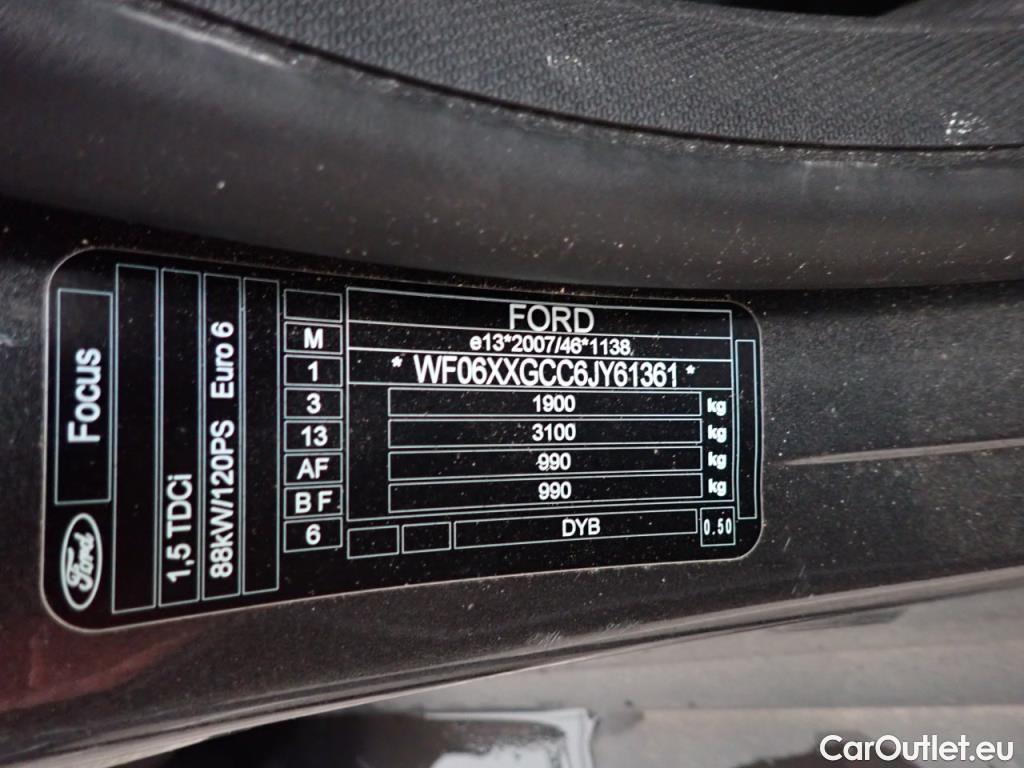 Focus
Ford
1,5 TDCi
88kW/120PS Euro 6
M
1
3
13
AF
B F
6
FORD
e13*2007/46*1138
* WF06XXGCC6JY61361 *
1900 kg
3100 kg
990 kg
990 kg
DYB
0.50
CarOutlet.eu